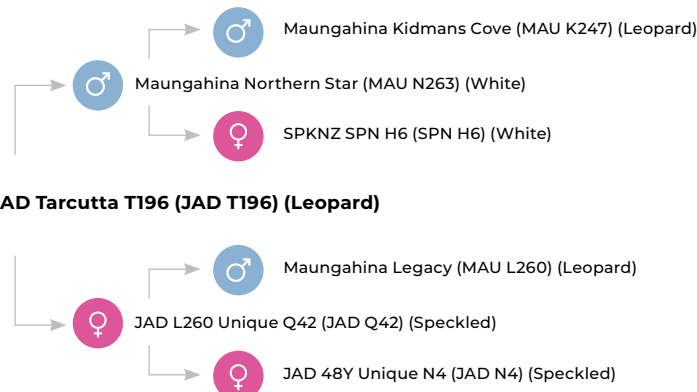 Maungahina Kidmans Cove (MAU K247) (Leopard)
Maungahina Northern Star (MAU N263) (White)
SPKNZ SPN H6 (SPN H6) (White)
AD Tarcutta T196 (JAD T196) (Leopard)
Maungahina Legacy (MAU L260) (Leopard)
JAD L260 Unique Q42 (JAD Q42) (Speckled)
JAD 48Y Unique N4 (JAD N4) (Speckled)